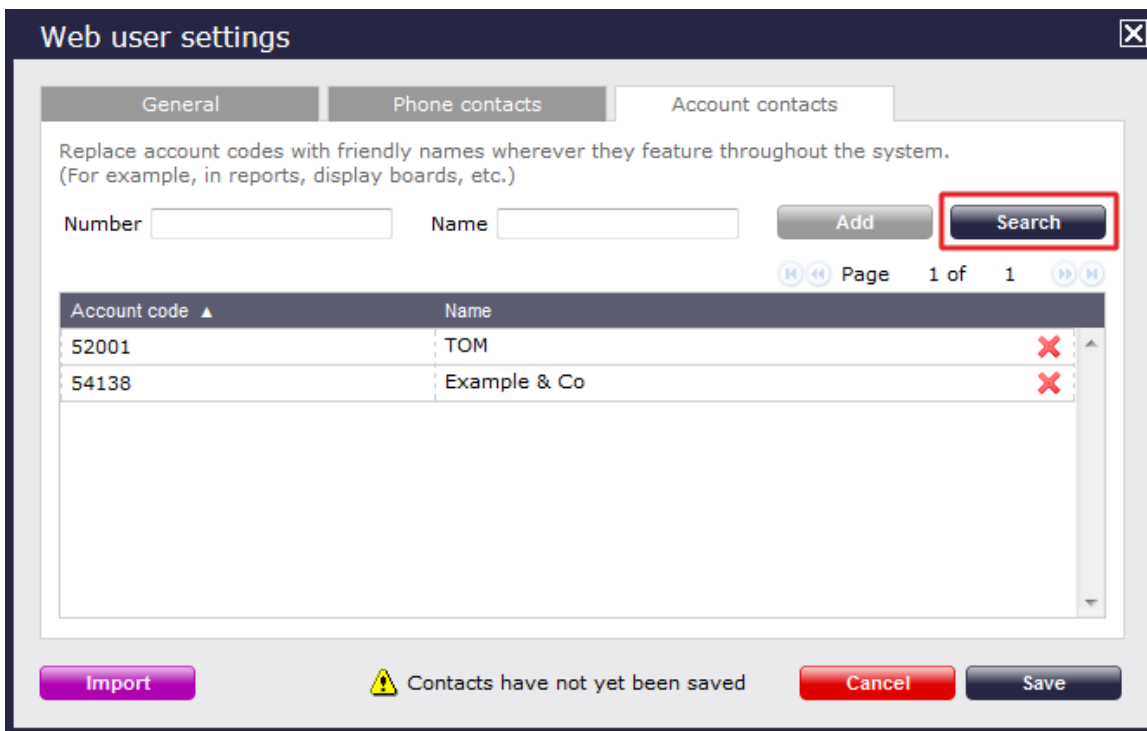 Web user settings
General Phone contacts Account contacts
Replace account codes with friendly names wherever they feature throughout the system.
(For example, in reports, display boards, etc.)
Number Name Add Search
Page 1 of 1
Account code ▲ Name
52001 TOM
54138 Example & Co
Import Contacts have not yet been saved Cancel Save